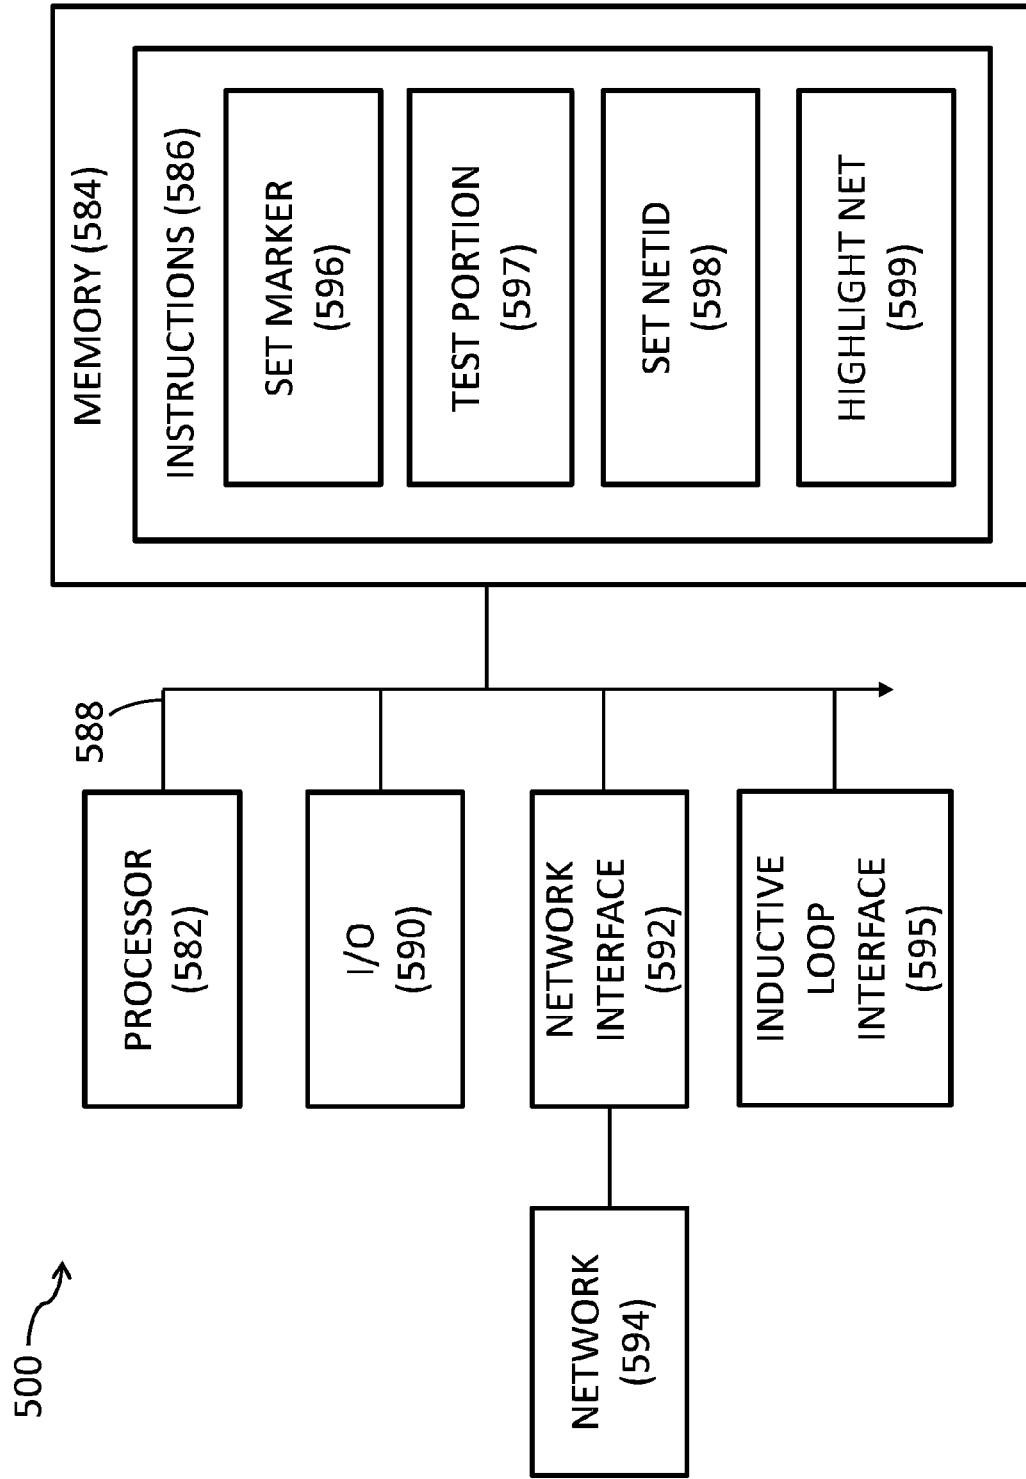 500
MEMORY (584)
INSTRUCTIONS (586)
SET MARKER
(596)
TEST PORTION
(597)
SET NETID
(598)
HIGHLIGHT NET
(599)
588
PROCESSOR
(582)
I/O
(590)
NETWORK
INTERFACE
(592)
INDUCTIVE
LOOP
INTERFACE
(595)
NETWORK
(594)